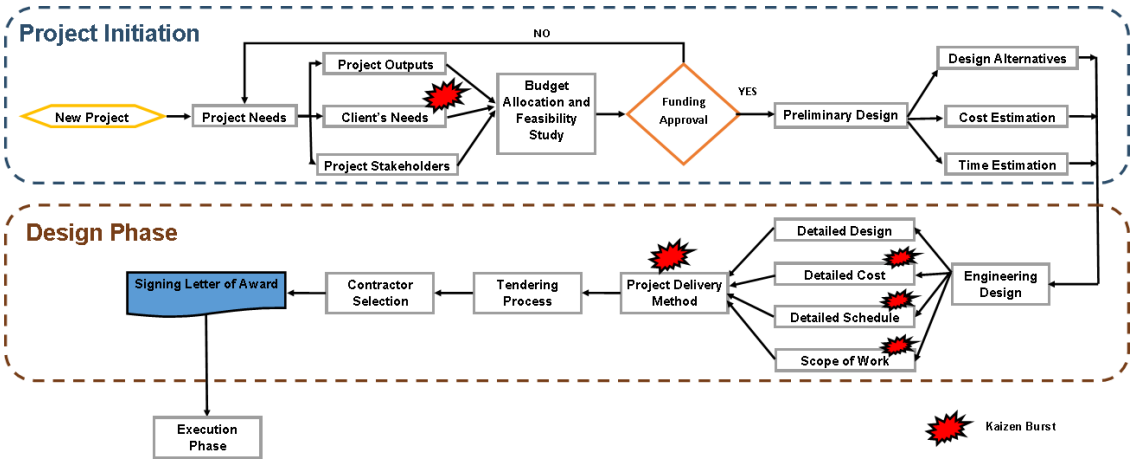 Project Initiation
NO
New Project
Project Needs
Project Outputs
Client's Needs
Project Stakeholders
Budget
Allocation and
Feasibility
Study
Funding
Approval
YES
Preliminary Design
Design Alternatives
Cost Estimation
Time Estimation
Design Phase
Engineering
Design
Detailed Design
Detailed Cost
Detailed Schedule
Scope of Work
Project Delivery
Method
Tendering
Process
Contractor
Selection
Signing Letter of Award
Execution
Phase
Kaizen Burst